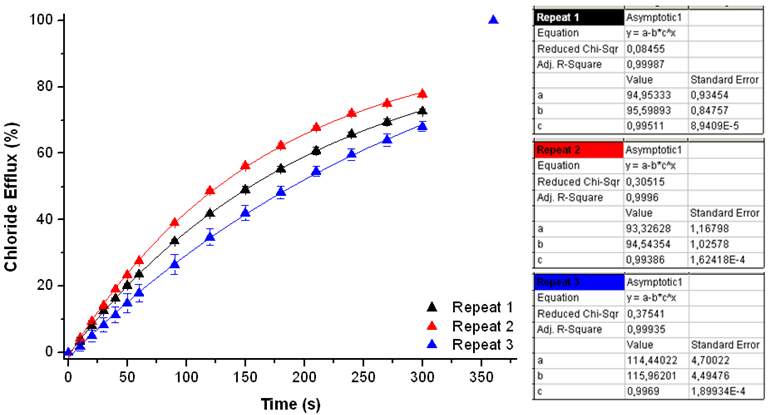 Chloride Efflux (%)
100
80
60
40
20
0
0 50 100 150 200 250 300 350
Time (s)
Repeat 1
Repeat 2
Repeat 3
Repeat 1 Asymptotic1
Equation y = a-b*c^x
Reduced Chi-Sqr 0,08455
Adj. R-Square 0,99987
Value Standard Error
a 94,95333 0,93454
b 95,59893 0,84757
c 0,99511 8,9409E-5
Repeat 2 Asymptotic1
Equation y = a-b*c^x
Reduced Chi-Sqr 0,30515
Adj. R-Square 0,9996
Value Standard Error
a 93,32628 1,16798
b 94,54354 1,02578
c 0,99386 1,62418E-4
Repeat 3 Asymptotic1
Equation y = a-b*c^x
Reduced Chi-Sqr 0,37541
Adj. R-Square 0,99935
Value Standard Error
a 114,44022 4,70022
b 115,96201 4,49476
c 0,9969 1,89934E-4